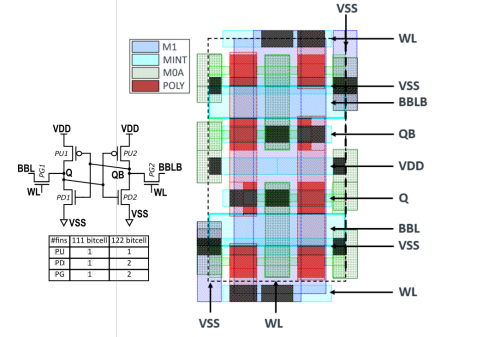 VSS
M1
MINT
M0A
POLY
WL
VSS
BBLB
QB
VDD
Q
BBL
VSS
WL
VSS
WL
VDD
VDD
PU1
PU2
BBL
PG1
Q
QB
PG2
BBLB
WL
WL
PD1
PD2
VSS
VSS
#fins 111 bitcell 122 bitcell
PU 1 1
PD 1 2
PG 1 2